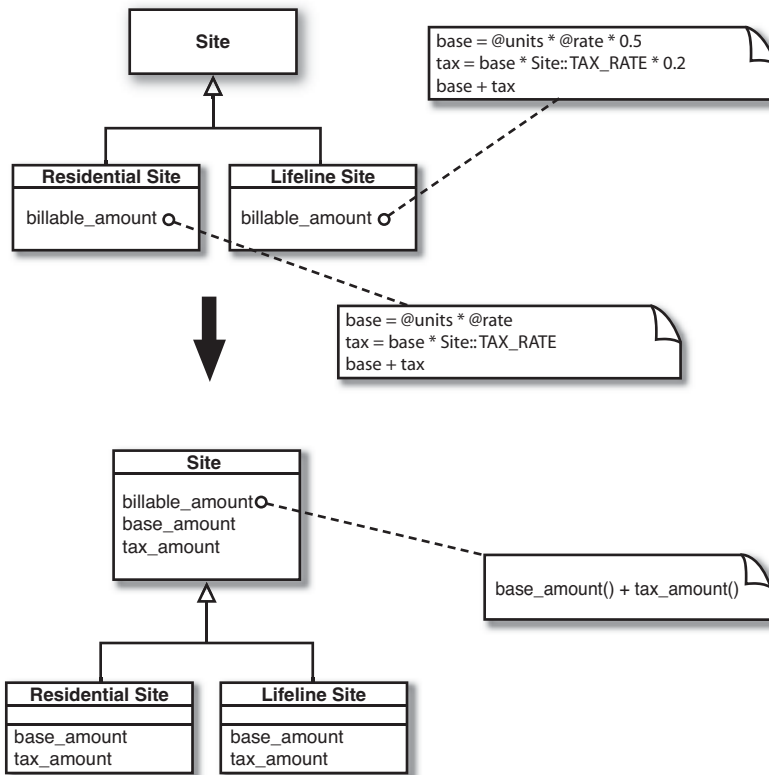 Site
base = @units * @rate * 0.5
tax = base * Site::TAX_RATE * 0.2
base + tax
Residential Site
billable_amount
Lifeline Site
billable_amount
base = @units * @rate
tax = base * Site::TAX_RATE
base + tax
Site
billable_amount
base_amount
tax_amount
base_amount() + tax_amount()
Residential Site
base_amount
tax_amount
Lifeline Site
base_amount
tax_amount